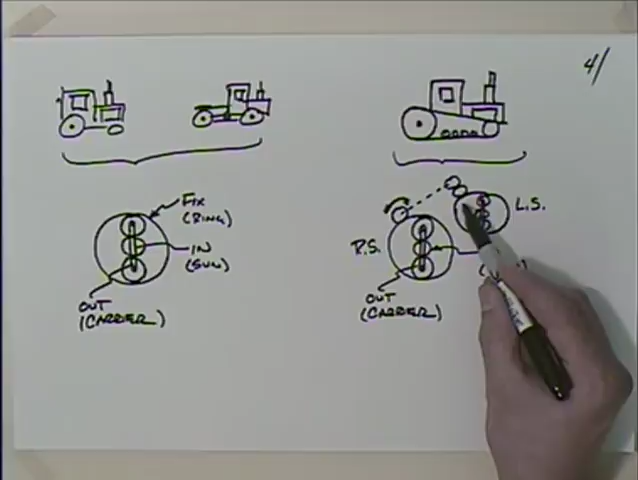 4/
FIX
(RING)
IN
(SUN)
OUT
(CARRIER)
R.S.
L.S.
OUT
(CARRIER)